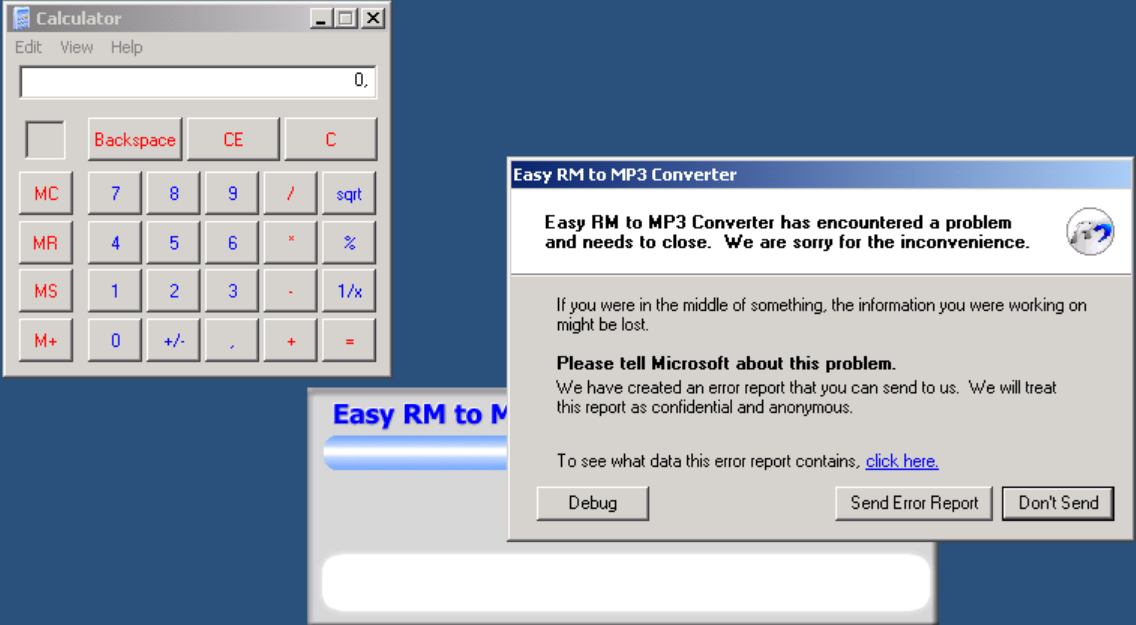 Calculator
Edit View Help
0,
Backspace CE C
MC 7 8 9 / sqrt
MR 4 5 6 * %
MS 1 2 3 - 1/x
M+ 0 +/- , + =
Easy RM to M
Easy RM to MP3 Converter
Easy RM to MP3 Converter has encountered a problem
and needs to close. We are sorry for the inconvenience.
If you were in the middle of something, the information you were working on
might be lost.
Please tell Microsoft about this problem.
We have created an error report that you can send to us. We will treat
this report as confidential and anonymous.
To see what data this error report contains, click here.
Debug Send Error Report Don't Send